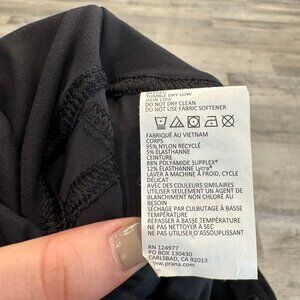 TUMBLE DRY LOW
IRON LOW
DO NOT DRY CLEAN
DO NOT USE FABRIC SOFTENER
FABRIQUÉ AU VIETNAM
CORPS
95% NYLON RECYCLÉ
5% ÉLASTHANNE
CEINTURE
88% POLYAMIDE SUPPLEX®
12% ÉLASTHANNE Lycra®
LAVER À MACHINE À FROID, CYCLE
DÉLICAT
AVEC DES COULEURS SIMILAIRES
UTILISER SEULEMENT UN AGENT DE
BLANCHIMENT NON CHLORÉ AU
BESOIN
SÉCHAGE PAR CULBUTAGE À BASSE
TEMPÉRATURE
REPASSER À BASSE TEMPÉRATURE
NE PAS NETTOYER À SEC
NE PAS UTILISER D'ASSOUPLISSANT
RN 124977
PO BOX 130430
CARLSBAD, CA 92013
www.prana.com